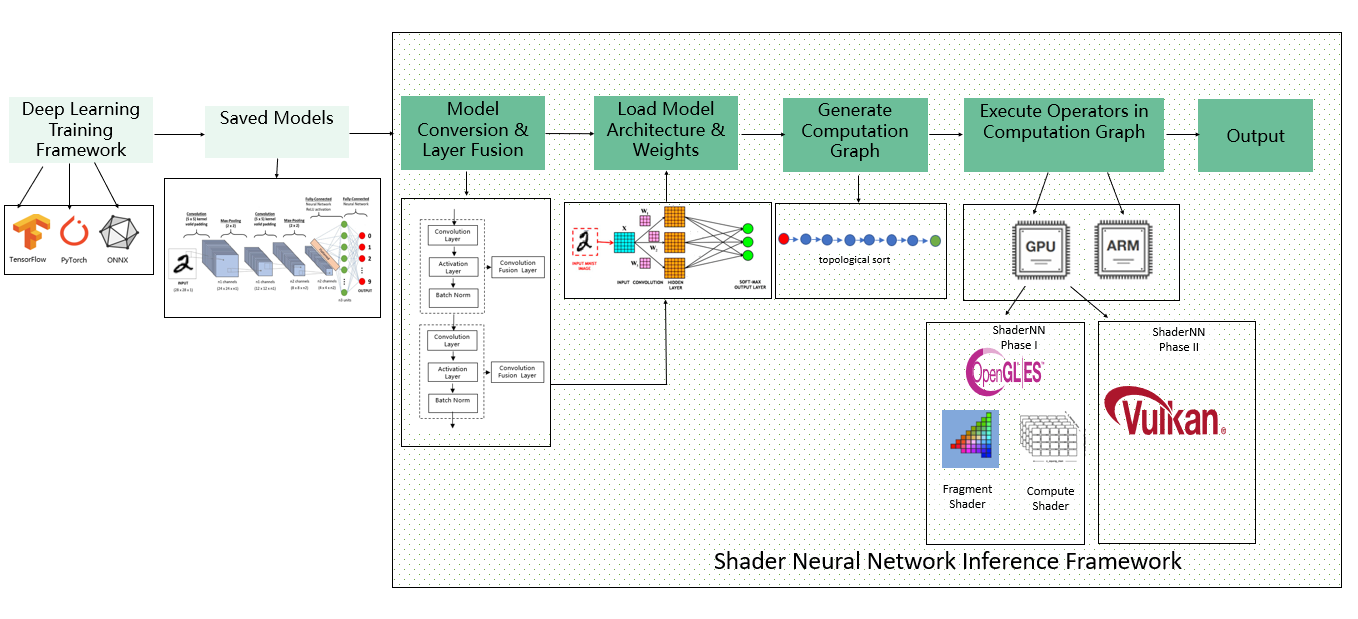 Deep Learning
Training
Framework
Saved Models
Model
Conversion &
Layer Fusion
Load Model
Architecture &
Weights
Generate
Computation
Graph
Execute Operators in
Computation Graph
Output
TensorFlow
PyTorch
ONNX
Convolution
(5 x 5) kernel
valid padding
Max-Pooling
(2 x 2)
Convolution
(5 x 5) kernel
valid padding
Max-Pooling
(2 x 2)
Fully-Connected
Neural Network
ReLU activation
Fully-Connected
Neural Network
0
1
2
9
INPUT
(28 x 28 x 1)
n1 channels
(24 x 24 x n1)
n1 channels
(12 x 12 x n1)
n2 channels
(8 x 8 x n2)
n2 channels
(4 x 4 x n2)
OUTPUT
n3 units
Convolution
Layer
Activation
Layer
Batch Norm
Convolution
Fusion Layer
Convolution
Layer
Activation
Layer
Batch Norm
Convolution
Fusion Layer
INPUT MNIST
IMAGE
X
INPUT
CONVOLUTION
HIDDEN
LAYER
SOFT-MAX
OUTPUT LAYER
topological sort
GPU
ARM
ShaderNN
Phase I
OpenGL|ES
Fragment
Shader
Compute
Shader
ShaderNN
Phase II
Vulkan®
Shader Neural Network Inference Framework